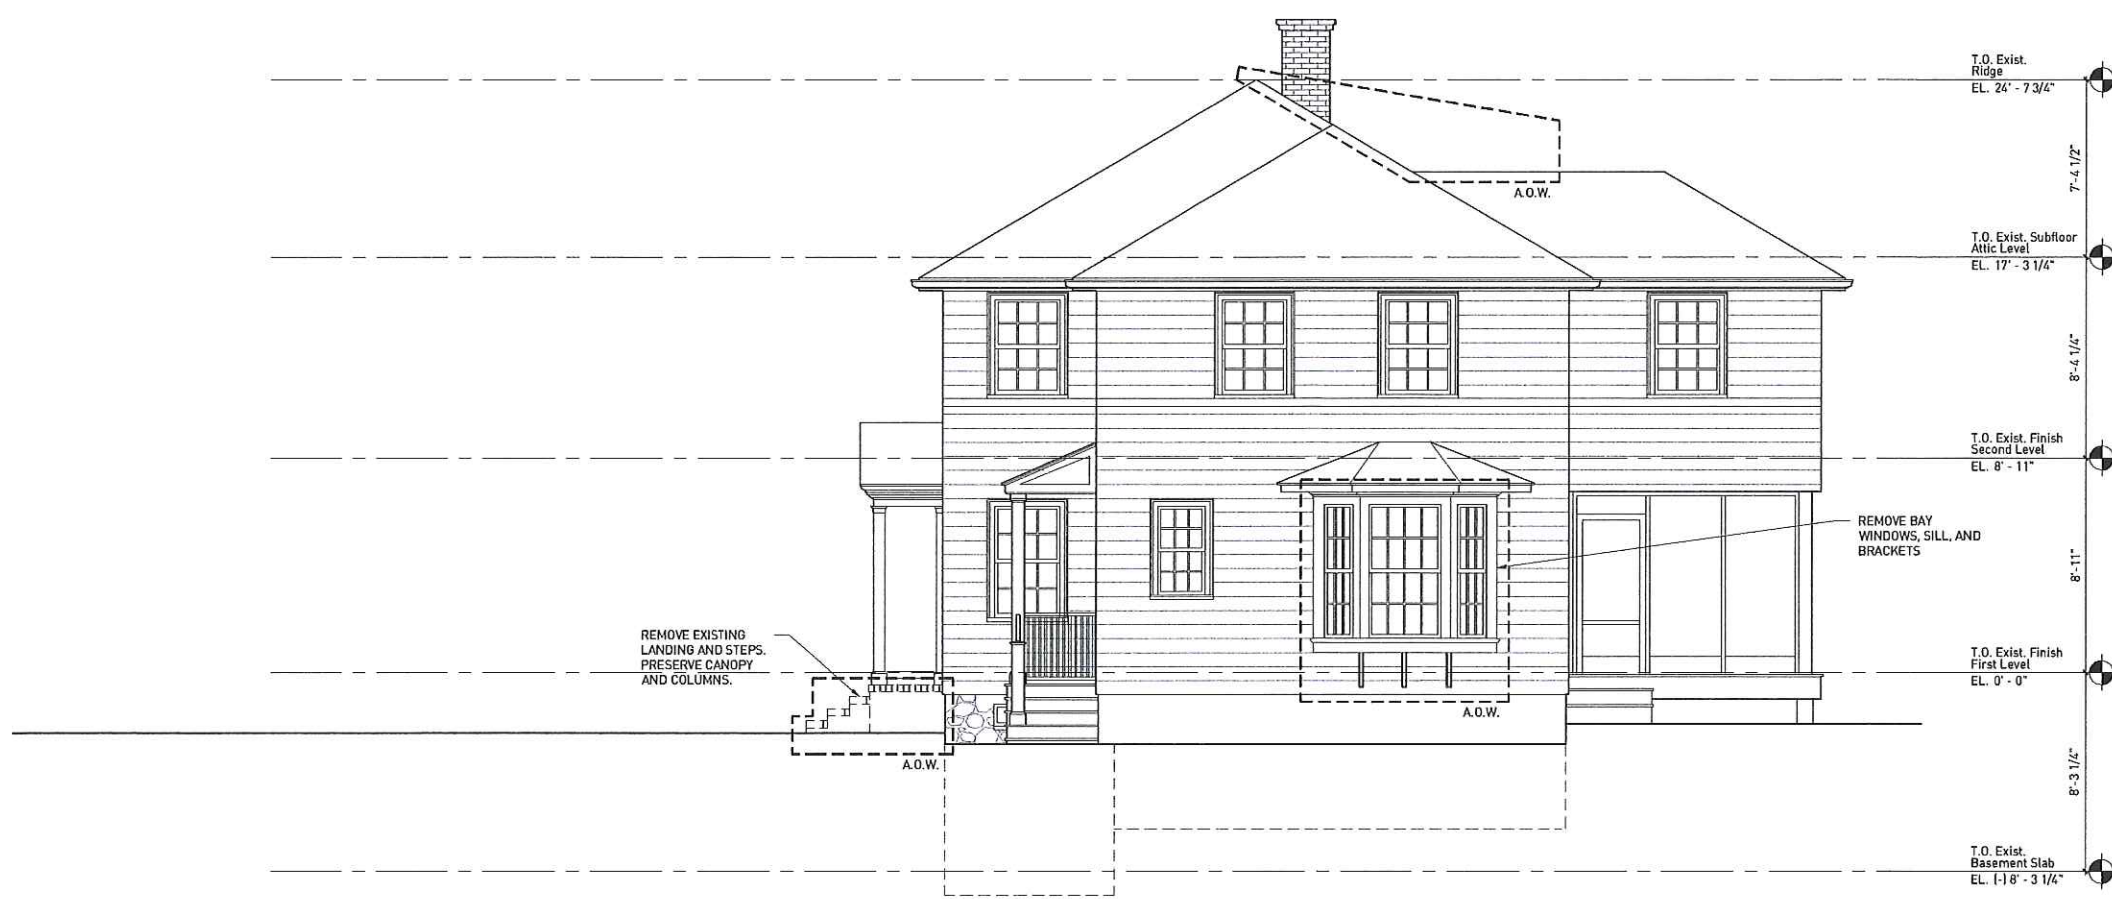 T.O. Exist.
Ridge
EL. 24' - 7 3/4"
7'-4 1/2"
A.O.W.
T.O. Exist. Subfloor
Attic Level
EL. 17' - 3 1/4"
8'-4 1/4"
T.O. Exist. Finish
Second Level
EL. 8' - 11"
REMOVE BAY
WINDOWS, SILL, AND
BRACKETS
8'-11"
REMOVE EXISTING
LANDING AND STEPS.
PRESERVE CANOPY
AND COLUMNS.
T.O. Exist. Finish
First Level
EL. 0' - 0"
A.O.W.
A.O.W.
8'-3 1/4"
T.O. Exist.
Basement Slab
EL. (-) 8' - 3 1/4"